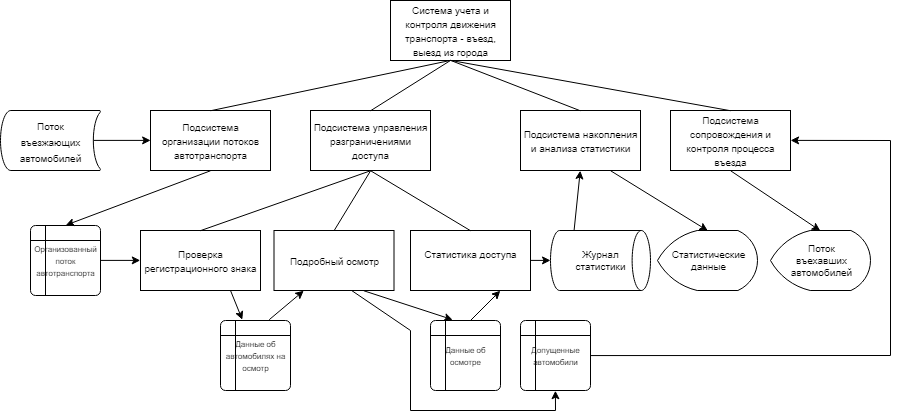 Система учета и
контроля движения
транспорта - въезд,
выезд из города
Поток
въезжающих
автомобилей
Подсистема
организации потоков
автотранспорта
Подсистема управления
разграничениями
доступа
Подсистема накопления
и анализа статистики
Подсистема
сопровождения и
контроля процесса
въезда
Организованный
поток
автотранспорта
Проверка
регистрационного знака
Подробный осмотр
Статистика доступа
Журнал
статистики
Статистические
данные
Поток
въехавших
автомобилей
Данные об
автомобилях на
осмотр
Данные об
осмотре
Допущенные
автомобили